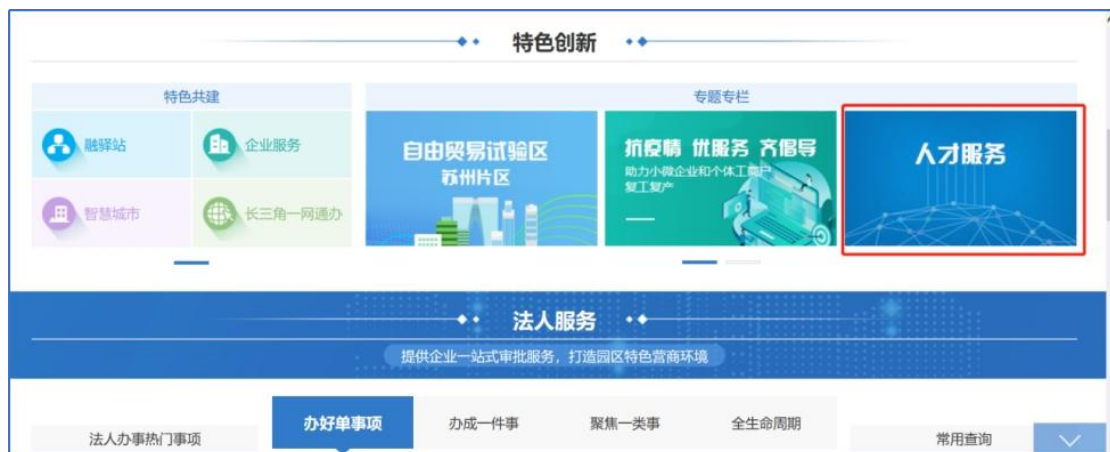 特色创新
特色共建
专题专栏
融驿站
企业服务
智慧城市
长三角一网通办
自由贸易试验区
苏州片区
抗疫情 优服务 齐倡导
助力小微企业和个体工商户
复工复产
人才服务
法人服务
提供企业一站式审批服务，打造园区特色营商环境
法人办事热门事项
办好单事项
办成一件事
聚焦一类事
全生命周期
常用查询